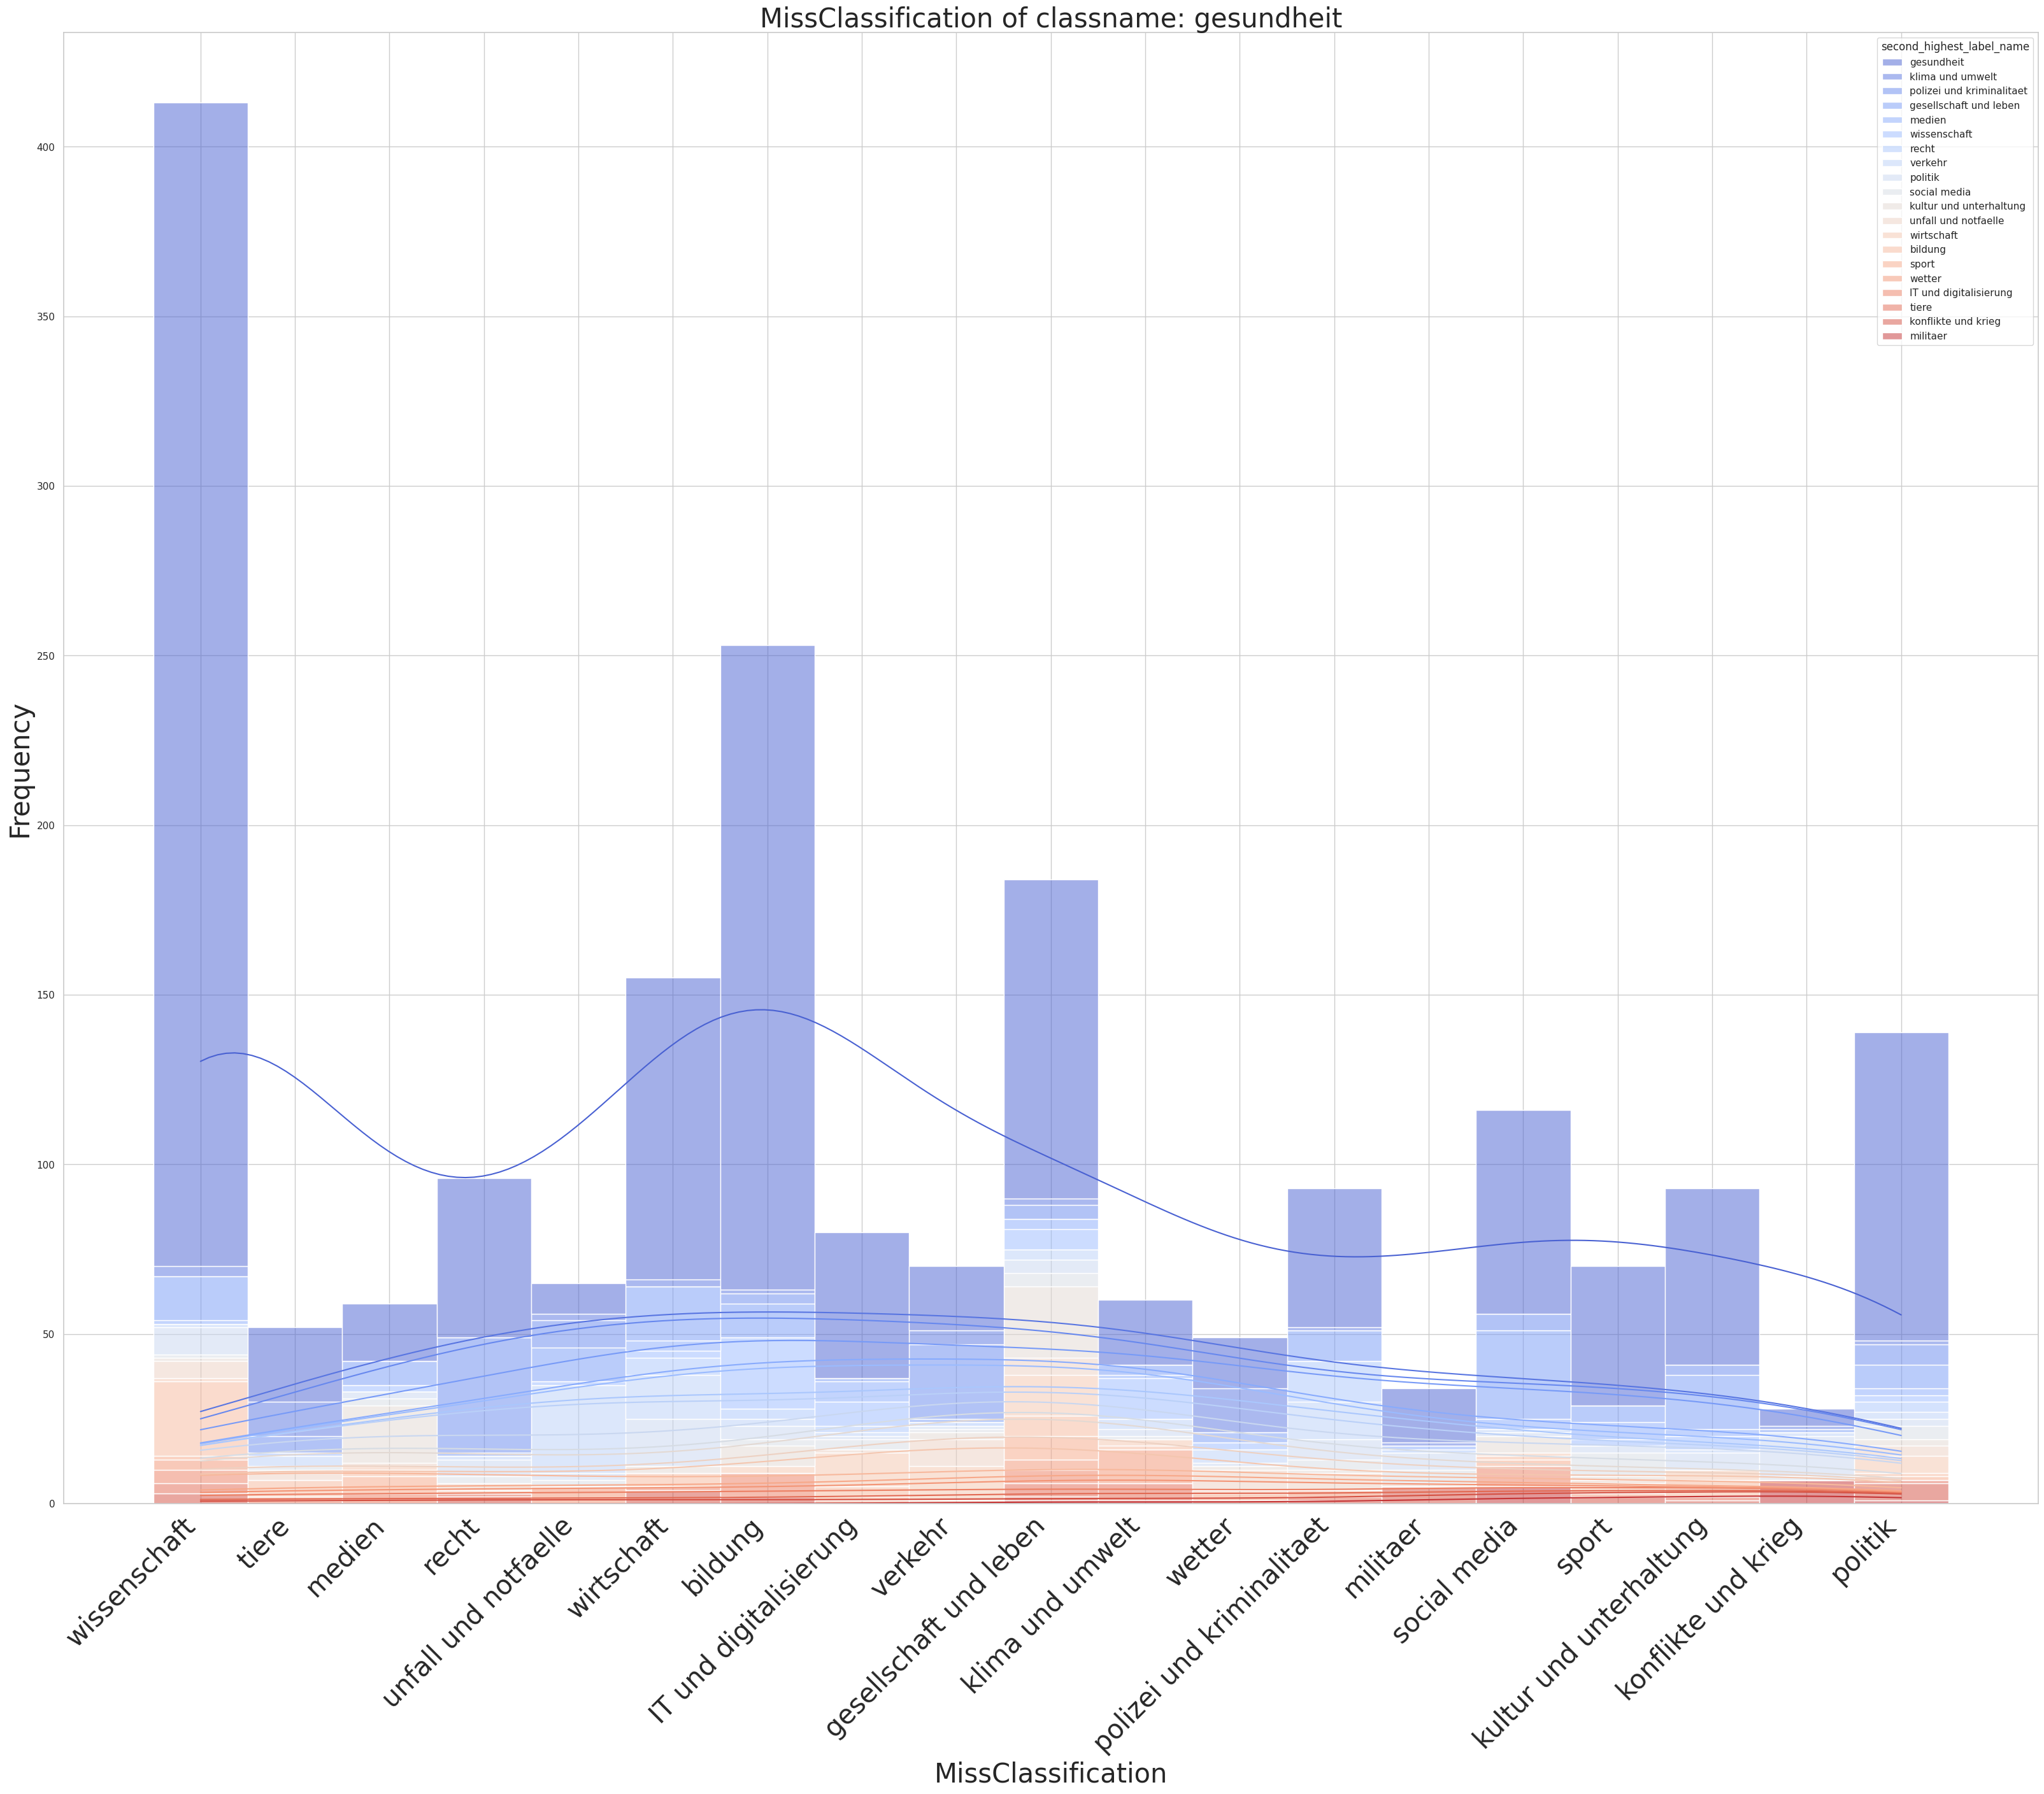 MissClassification of classname: gesundheit
second_highest_label_name
gesundheit
klima und umwelt
polizei und kriminalitaet
gesellschaft und leben
medien
wissenschaft
recht
verkehr
politik
social media
kultur und unterhaltung
unfall und notfaelle
wirtschaft
bildung
sport
wetter
IT und digitalisierung
tiere
konflikte und krieg
militaer
Frequency
400
350
300
250
200
150
100
50
0
wissenschaft
tiere
medien
recht
unfall und notfaelle
wirtschaft
bildung
IT und digitalisierung
verkehr
gesellschaft und leben
klima und umwelt
wetter
polizei und kriminalitaet
militaer
social media
sport
kultur und unterhaltung
konflikte und krieg
politik
MissClassification